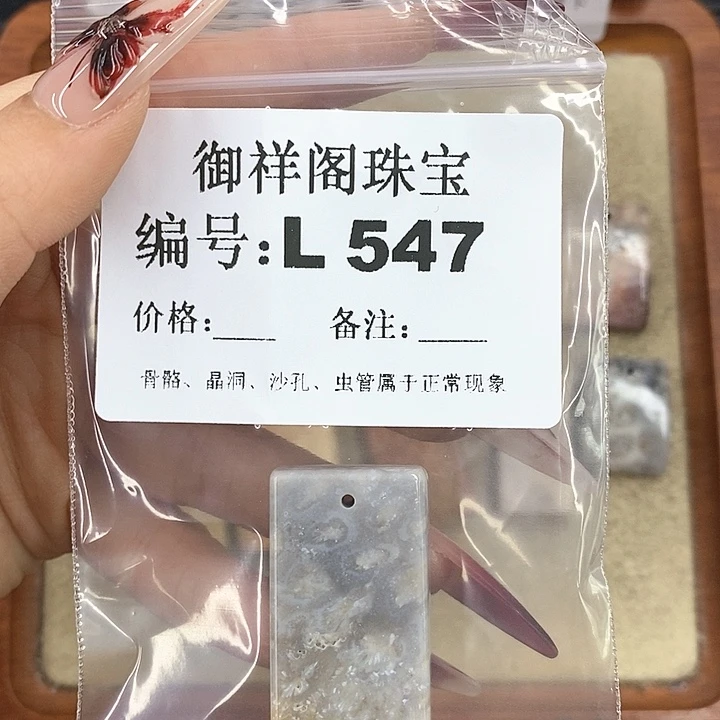 御祥阁珠宝
编号:L 547
价格:____ 备注:____
骨骼、晶洞、沙孔、虫管属于正常现象